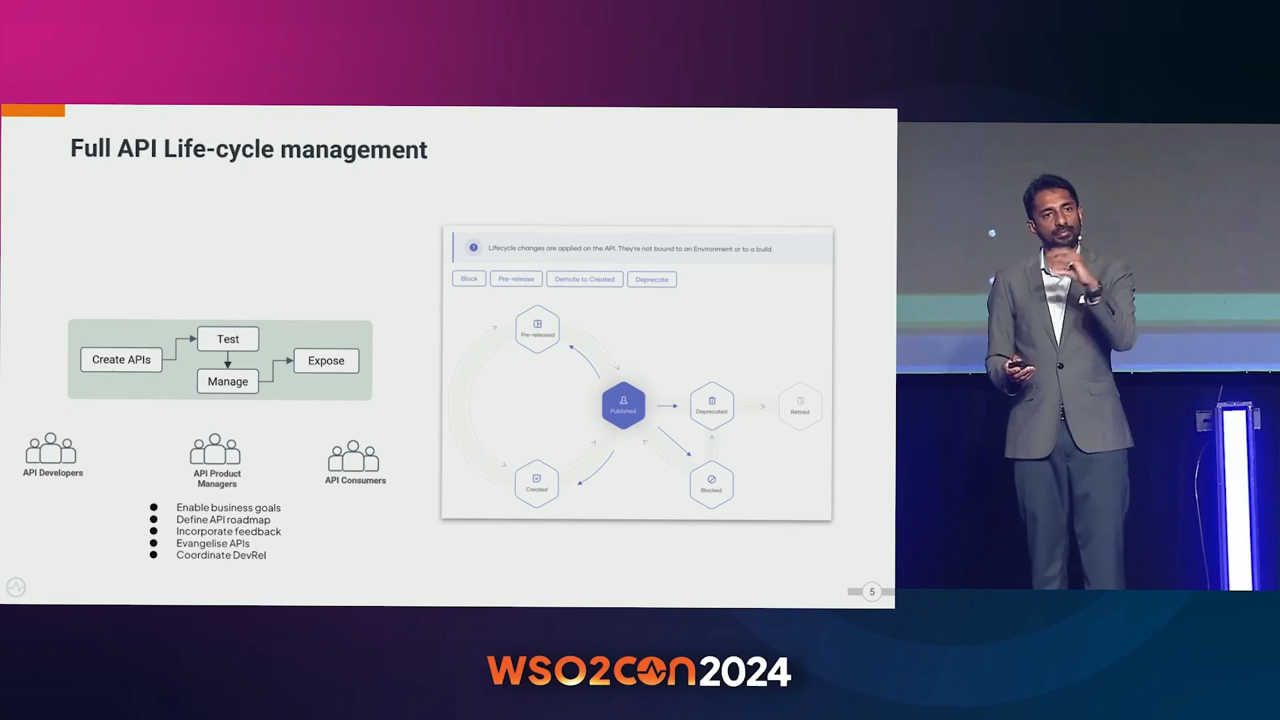 Full API Life-cycle management
Lifecycle changes are applied on the API. They're not bound to an Environment or to a build.
Block
Pre-release
Demote to Created
Deprecate
Pre-released
Published
Deprecated
Retired
Created
Blocked
Create APIs
Test
Manage
Expose
API Developers
API Product
Managers
API Consumers
● Enable business goals
● Define API roadmap
● Incorporate feedback
● Evangelise APIs
● Coordinate DevRel
5
WSO2CON2024